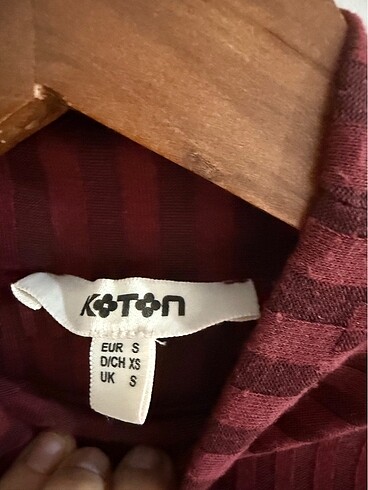 KOTON
EUR S
D/CH XS
UK S